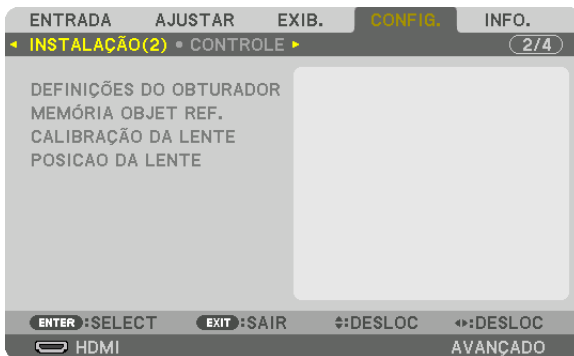 ENTRADA AJUSTAR EXIB. CONFIG. INFO.
INSTALAÇÃO(2) • CONTROLE 2/4
DEFINIÇÕES DO OBTURADOR
MEMÓRIA OBJET REF.
CALIBRAÇÃO DA LENTE
POSICAO DA LENTE
ENTER :SELECT EXIT :SAIR :DESLOC :DESLOC
HDMI AVANÇADO